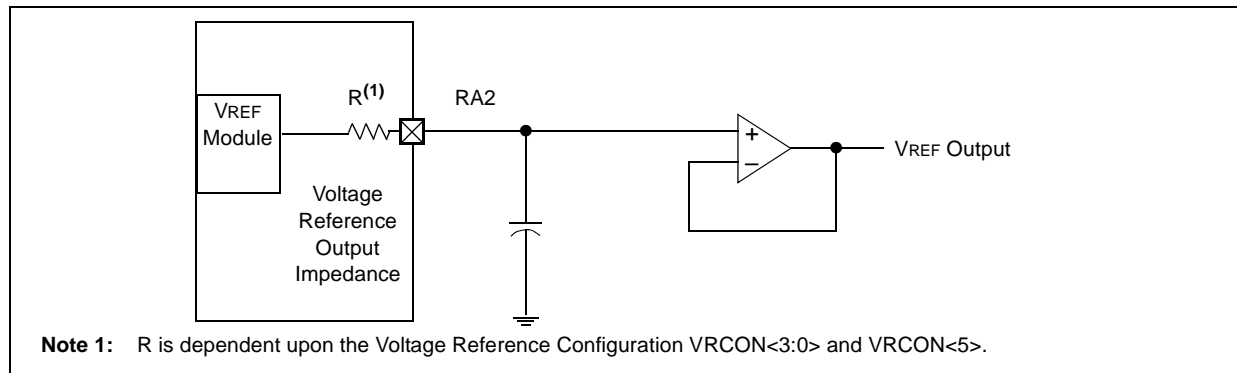 R(1)
RA2
VREF
Module
+
–
VREF Output
Voltage
Reference
Output
Impedance
Note 1: R is dependent upon the Voltage Reference Configuration VRCON<3:0> and VRCON<5>.